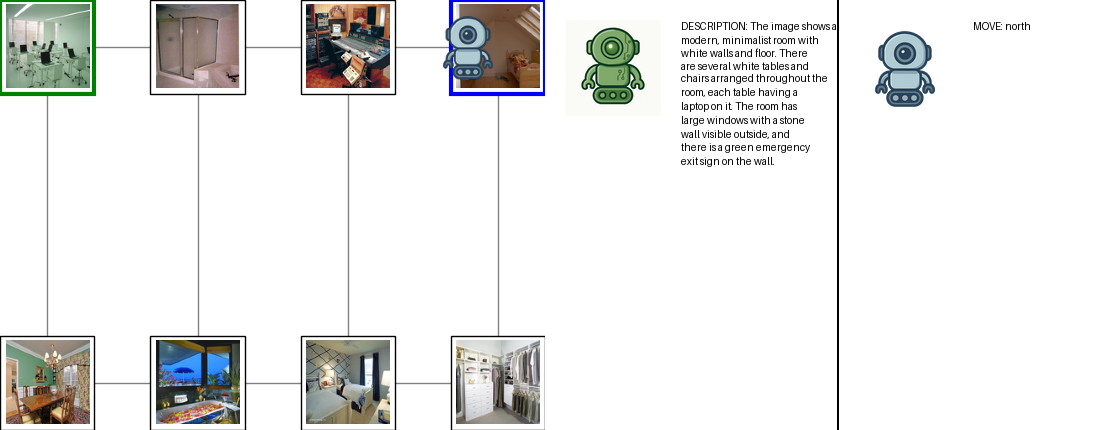 DESCRIPTION: The image shows a
modern, minimalist room with
white walls and floor. There
are several white tables and
chairs arranged throughout the
room, each table having a
laptop on it. The room has
large windows with a stone
wall visible outside, and
there is a green emergency
exit sign on the wall.
MOVE: north